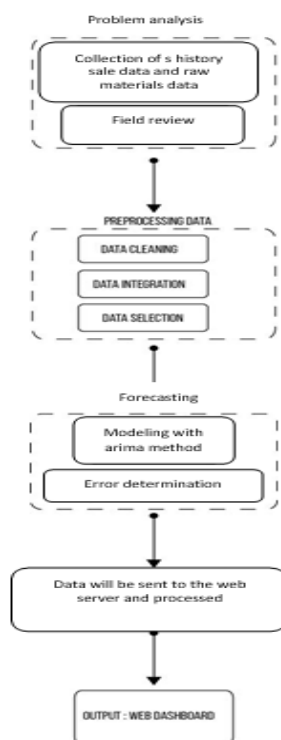 Problem analysis
Collection of s history
sale data and raw
materials data
Field review
PREPROCESSING DATA
DATA CLEANING
DATA INTEGRATION
DATA SELECTION
Forecasting
Modeling with
arima method
Error determination
Data will be sent to the web
server and processed
OUTPUT : WEB DASHBOARD